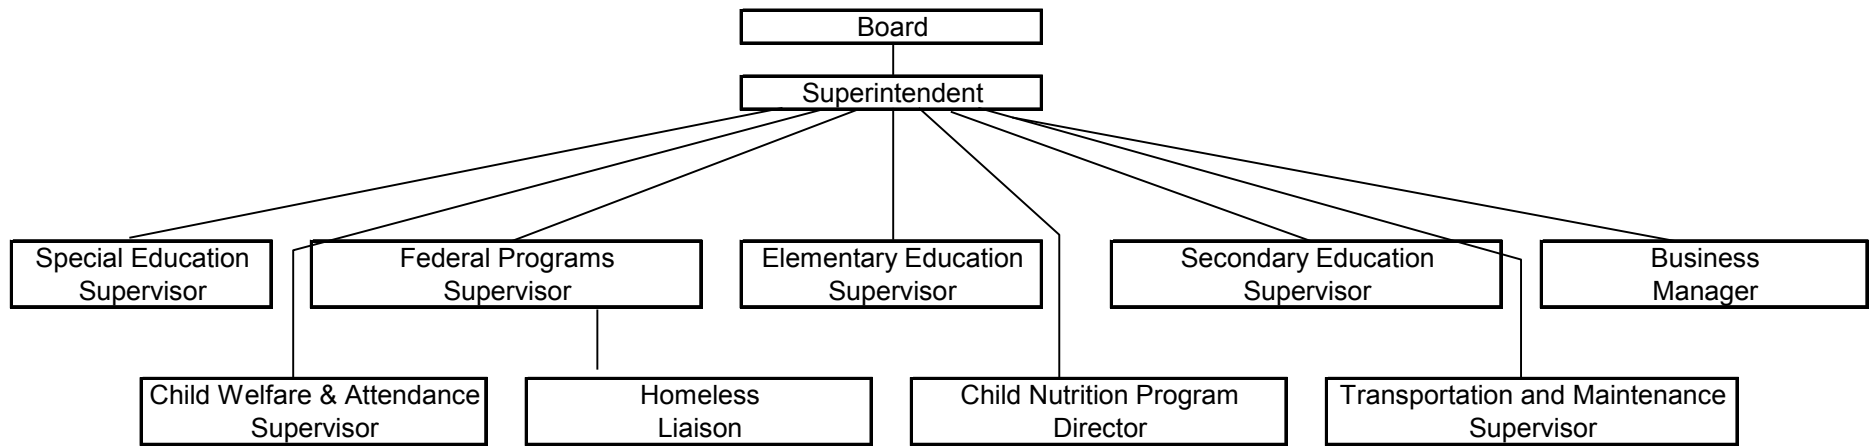 Board
Superintendent
Special Education
Supervisor
Federal Programs
Supervisor
Elementary Education
Supervisor
Secondary Education
Supervisor
Business
Manager
Child Welfare & Attendance
Supervisor
Homeless
Liaison
Child Nutrition Program
Director
Transportation and Maintenance
Supervisor